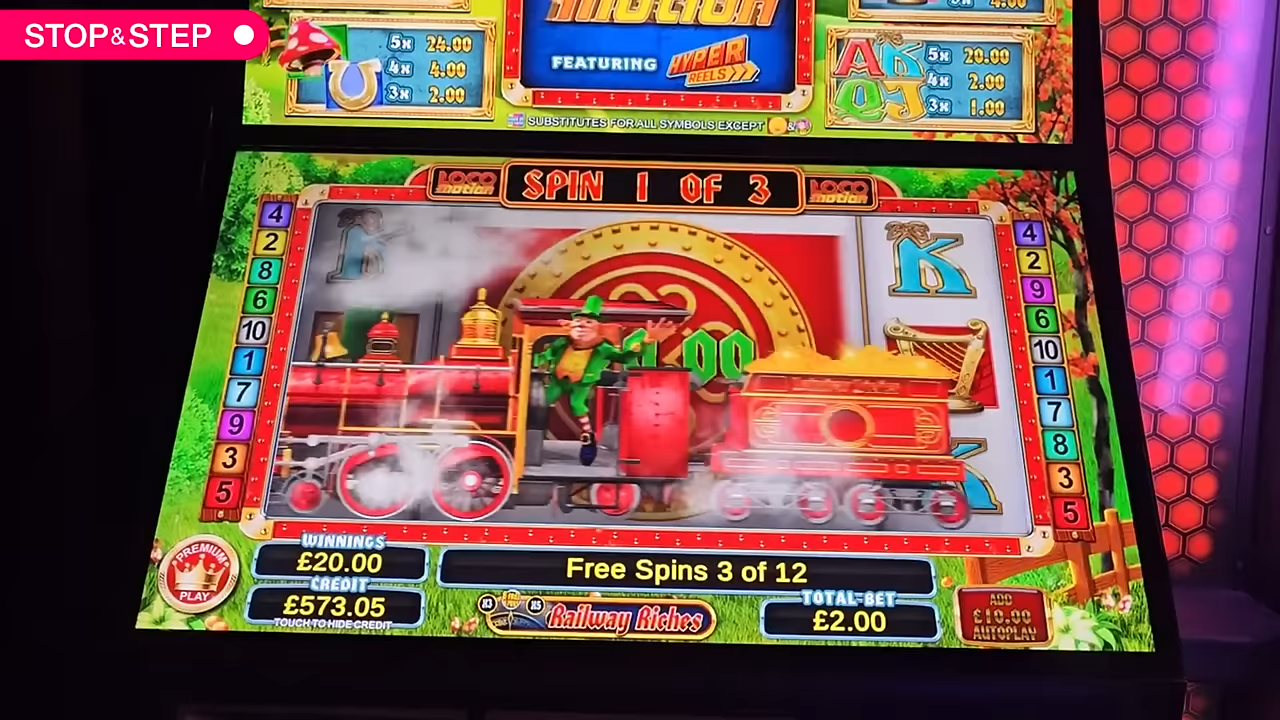 STOP&STEP
5x 24.00
4x 4.00
3x 2.00
motion
FEATURING
HYPER
REELS
4.00
A K Q J
5x 20.00
4x 2.00
3x 1.00
SUBSTITUTES FOR ALL SYMBOLS EXCEPT &
LOCO
motion
SPIN 1 OF 3
LOCO
motion
4
2
8
6
10
1
7
9
3
5
K
K
.00
4
2
9
6
10
1
7
8
3
5
PREMIUM
PLAY
WINNINGS
£20.00
CREDIT
£573.05
TOUCH TO HIDE CREDIT
Free Spins 3 of 12
Railway Riches
TOTAL-BET
£2.00
ADD
£10.00
AUTOPLAY